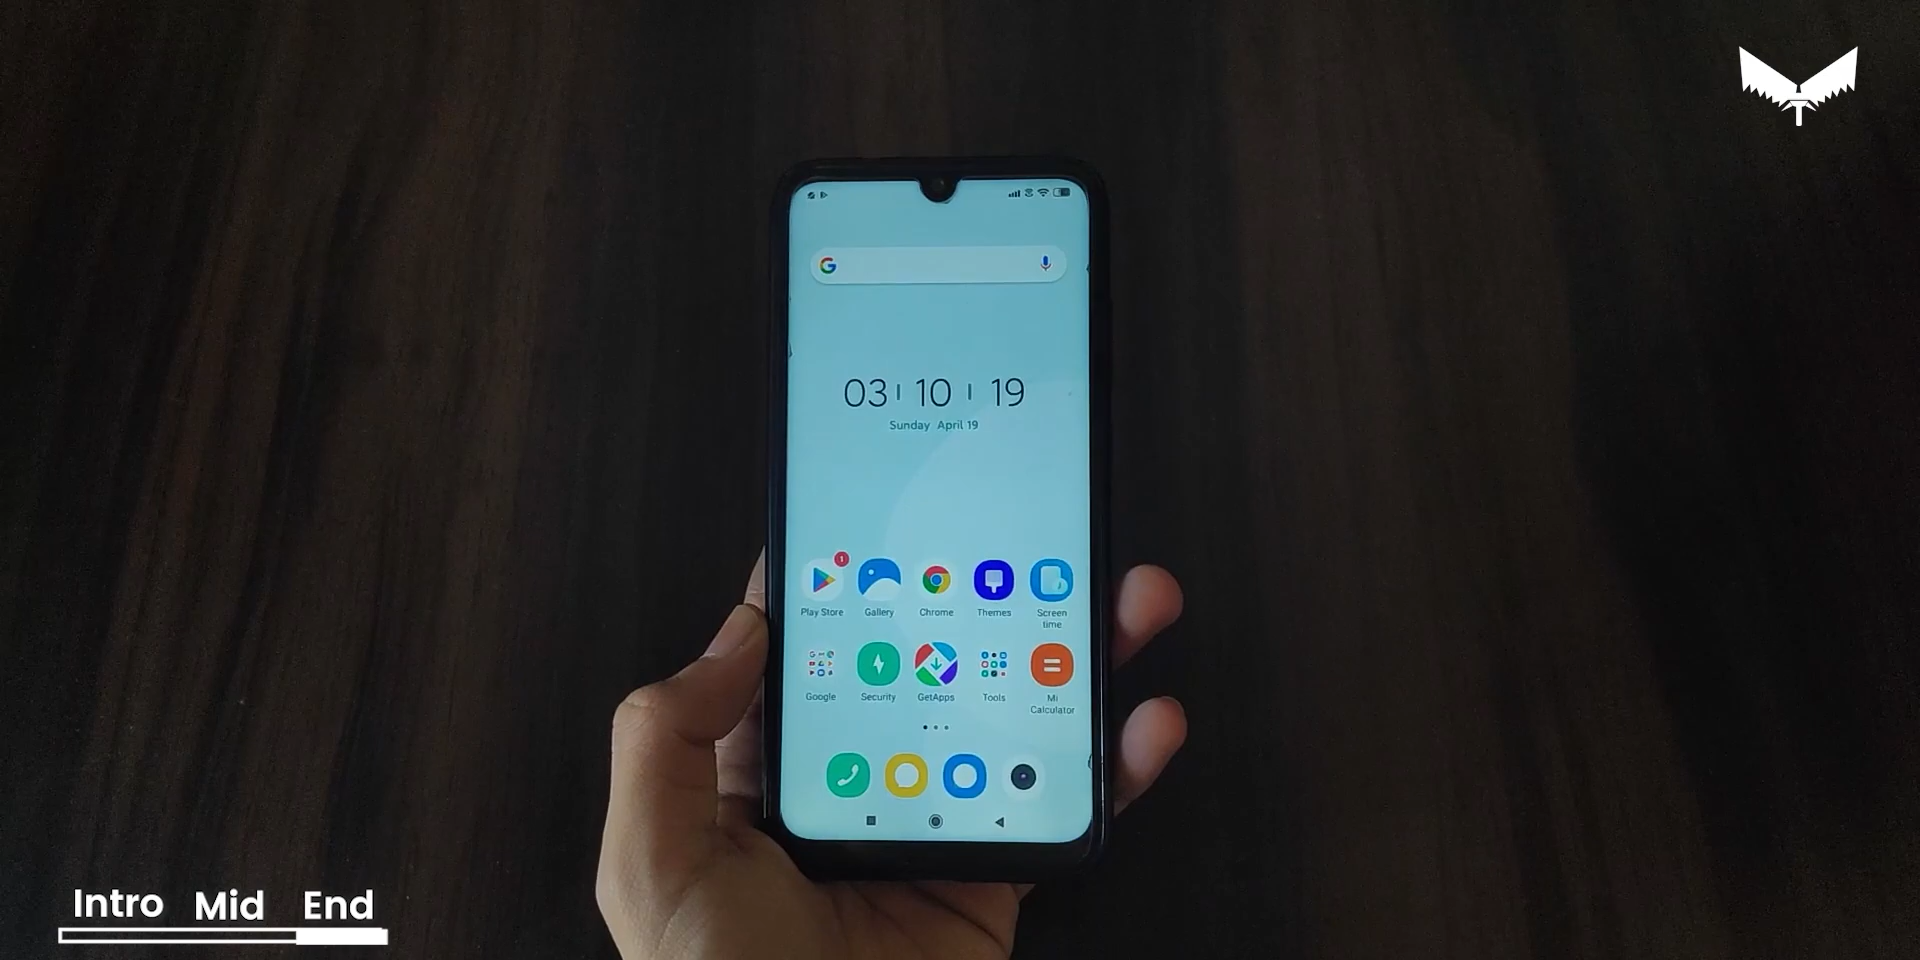 03 10 19
Sunday April 19
Play Store
Gallery
Chrome
Themes
Screen
time
Google
Security
GetApps
Tools
Mi
Calculator
Intro Mid End